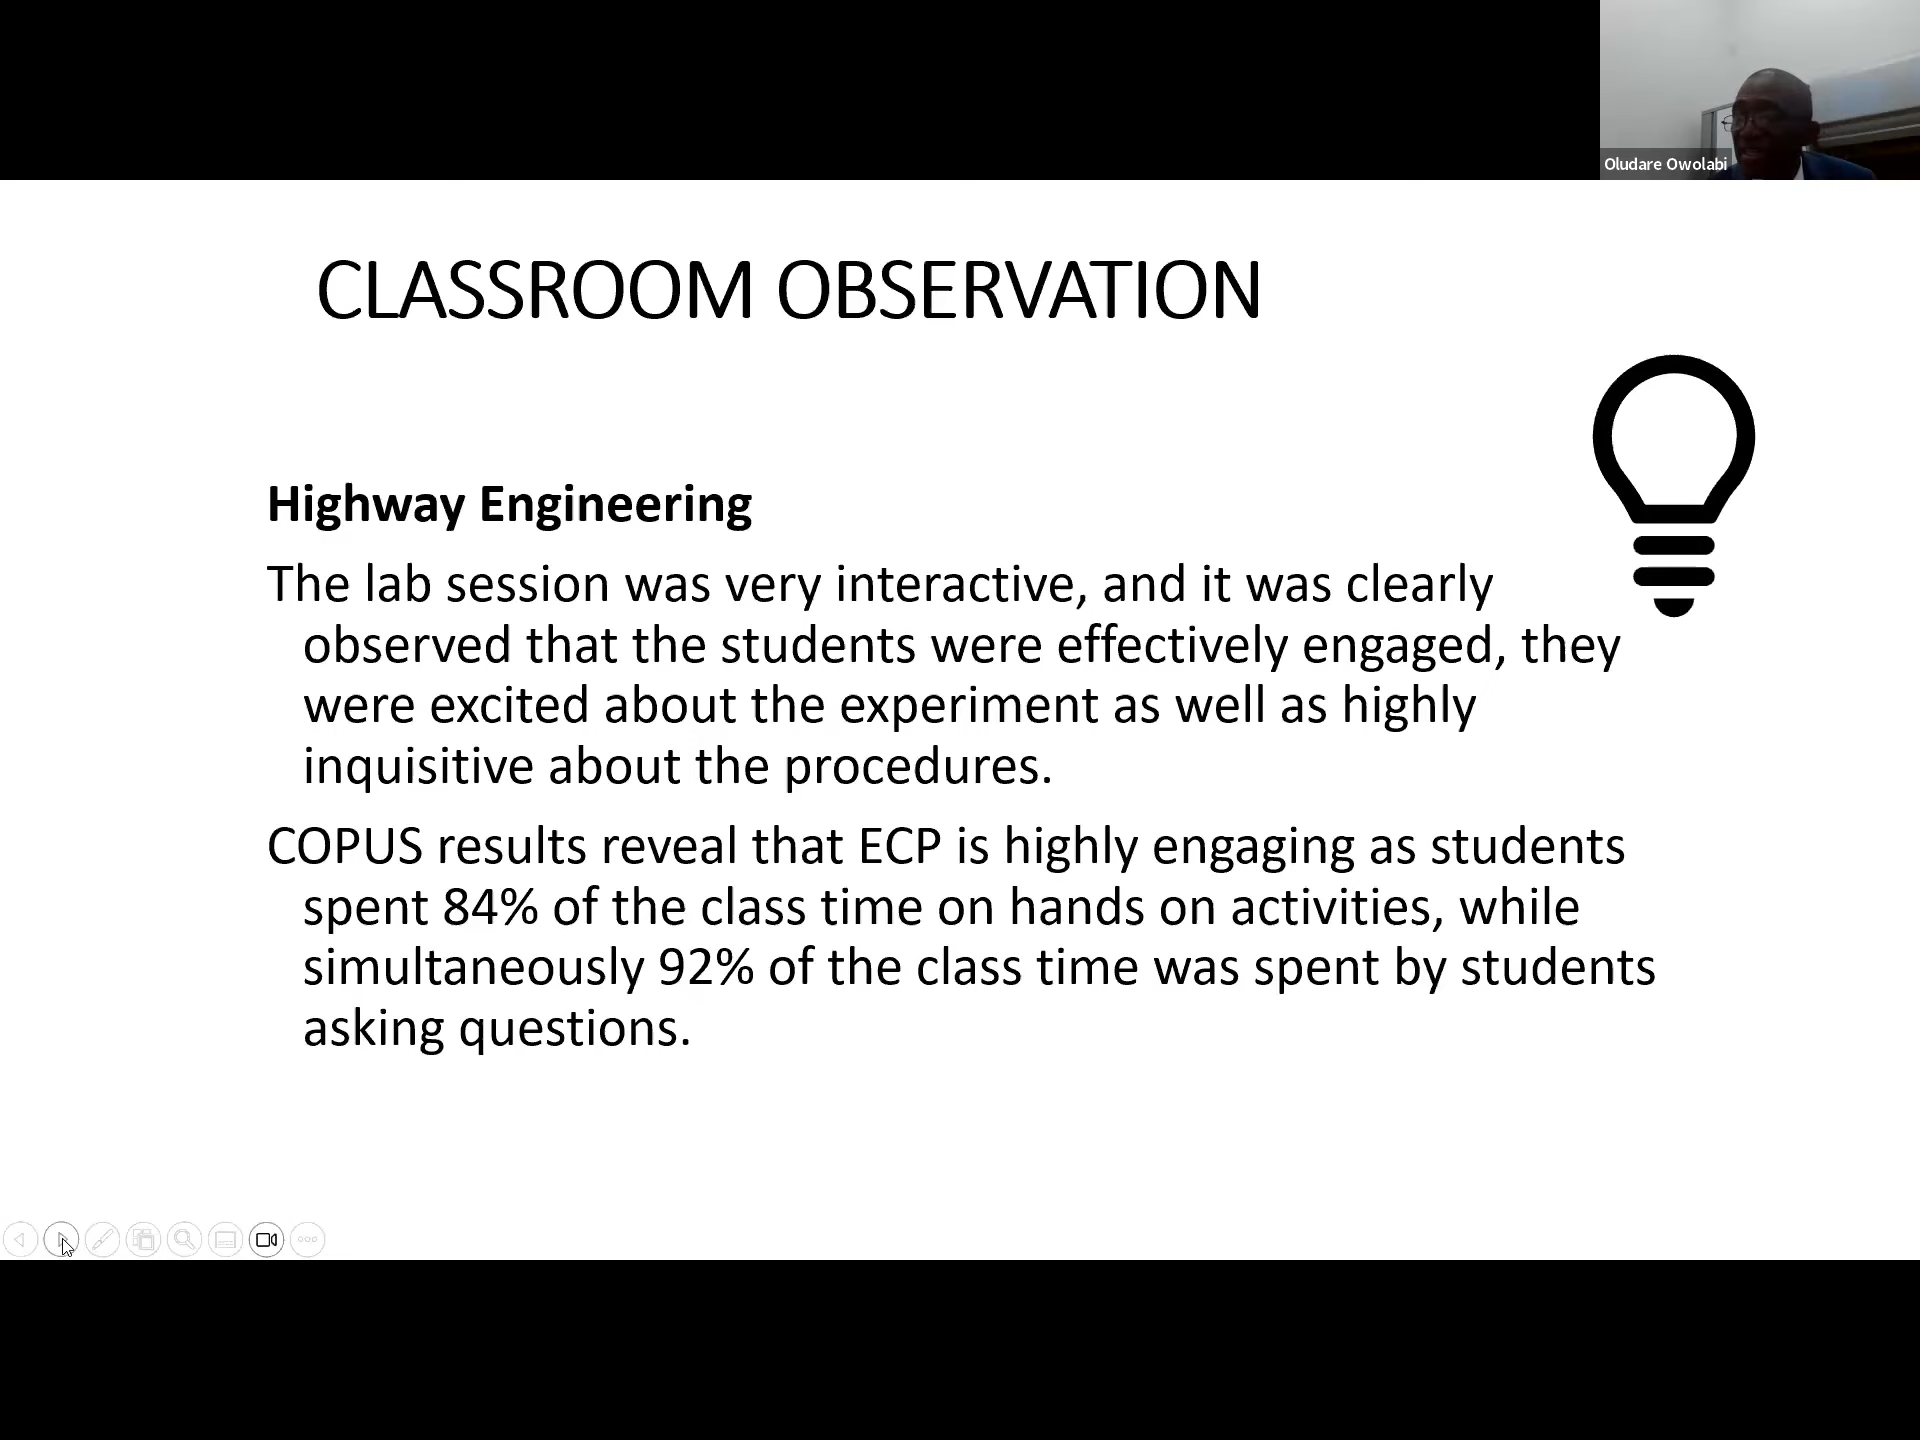 Oludare Owolabi
CLASSROOM OBSERVATION
Highway Engineering
The lab session was very interactive, and it was clearly
observed that the students were effectively engaged, they
were excited about the experiment as well as highly
inquisitive about the procedures.
COPUS results reveal that ECP is highly engaging as students
spent 84% of the class time on hands on activities, while
simultaneously 92% of the class time was spent by students
asking questions.